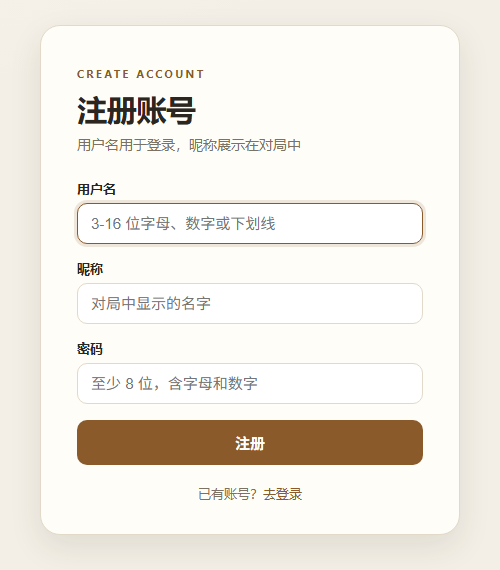 CREATE ACCOUNT
注册账号
用户名用于登录，昵称展示在对局中
用户名
3-16 位字母、数字或下划线
昵称
对局中显示的名字
密码
至少 8 位，含字母和数字
注册
已有账号？去登录